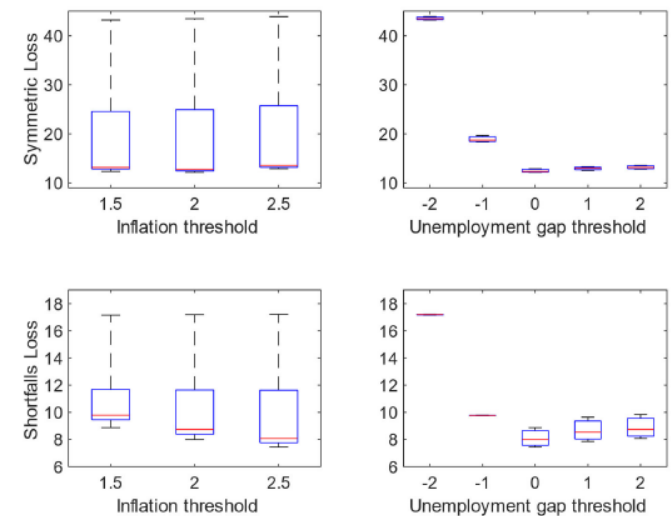 Symmetric Loss
40
30
20
10
1.5 2 2.5
Inflation threshold
40
30
20
10
-2 -1 0 1 2
Unemployment gap threshold
Shortfalls Loss
18
16
14
12
10
8
6
1.5 2 2.5
Inflation threshold
18
16
14
12
10
8
6
-2 -1 0 1 2
Unemployment gap threshold